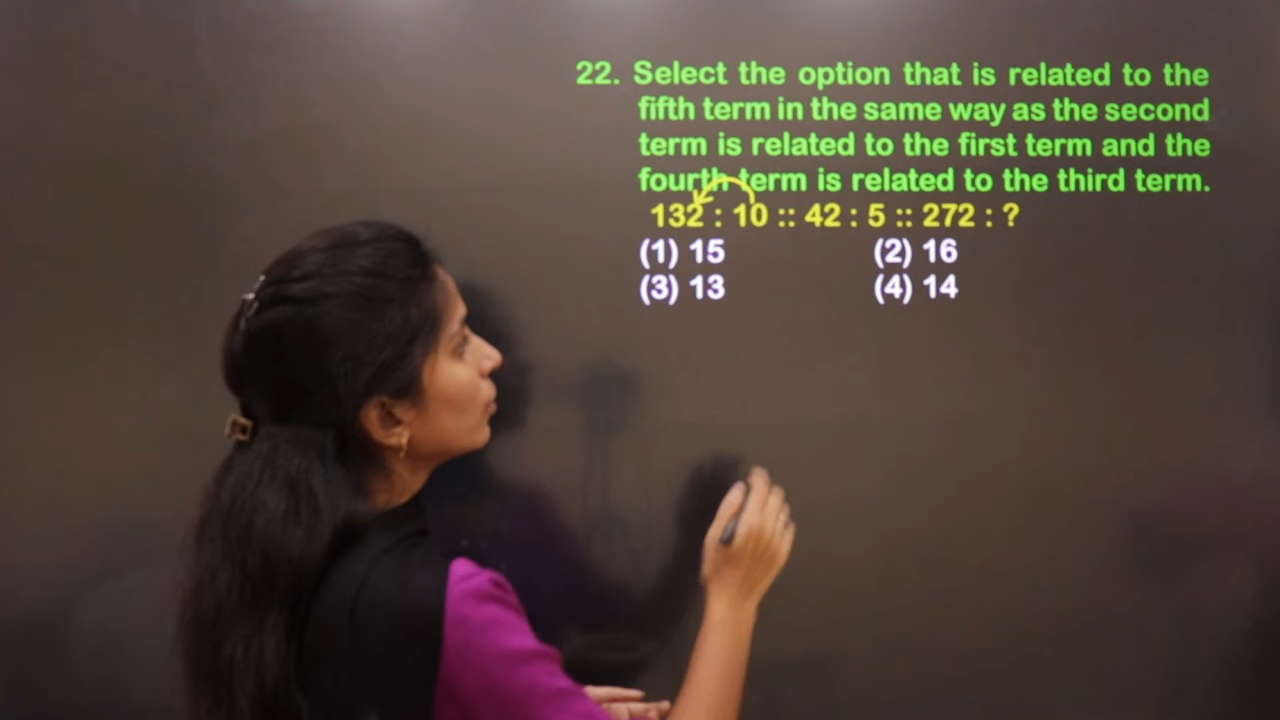 22. Select the option that is related to the
fifth term in the same way as the second
term is related to the first term and the
fourth term is related to the third term.
132 : 10 :: 42 : 5 :: 272 : ?
(1) 15 (2) 16
(3) 13 (4) 14